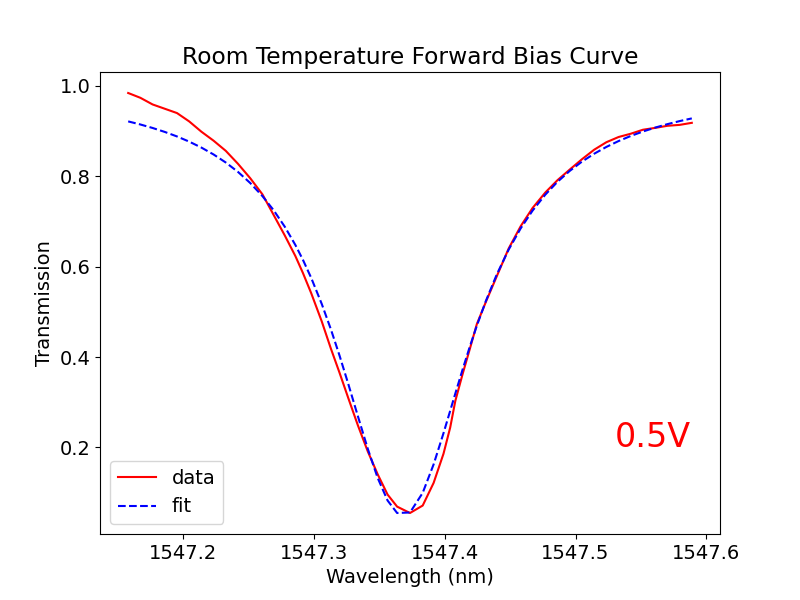 Room Temperature Forward Bias Curve
1.0
0.8
0.6
0.4
0.2
Transmission
0.5V
data
fit
1547.2 1547.3 1547.4 1547.5 1547.6
Wavelength (nm)